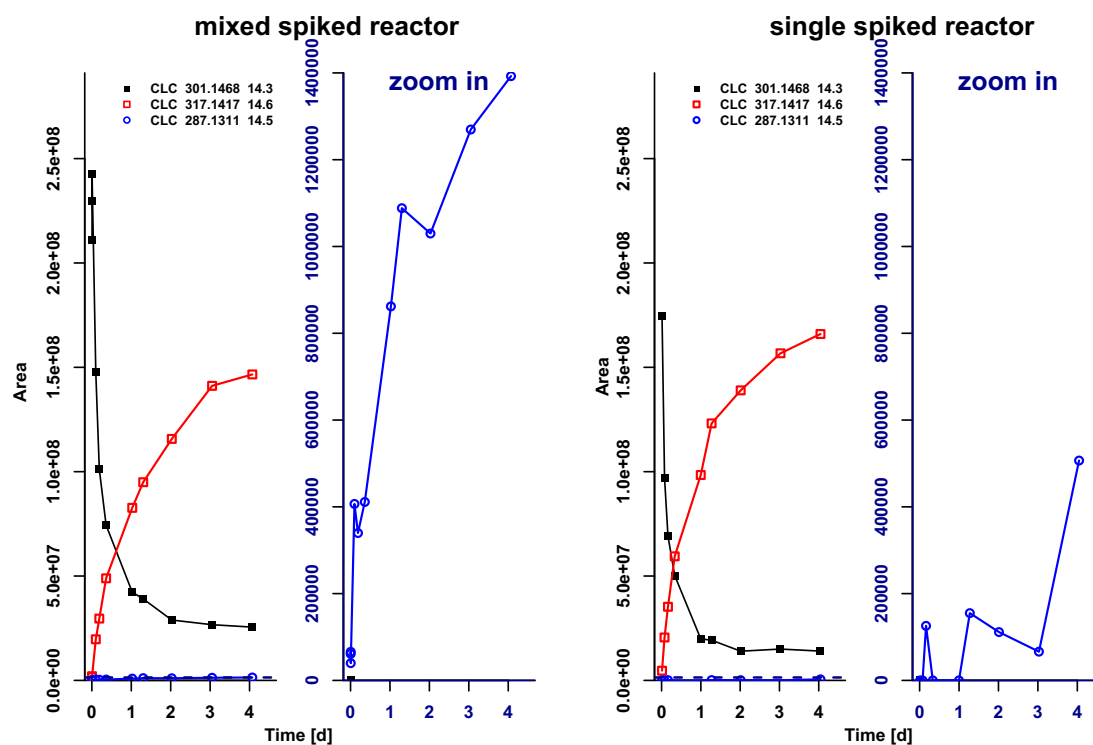 mixed spiked reactor
single spiked reactor
CLC 301.1468 14.3
CLC 317.1417 14.6
CLC 287.1311 14.5
zoom in
CLC 301.1468 14.3
CLC 317.1417 14.6
CLC 287.1311 14.5
zoom in
Area
0.0e+00 5.0e+07 1.0e+08 1.5e+08 2.0e+08 2.5e+08
0 200000 400000 600000 800000 1000000 1200000 1400000
Area
0.0e+00 5.0e+07 1.0e+08 1.5e+08 2.0e+08 2.5e+08
0 200000 400000 600000 800000 1000000 1200000 1400000
0 1 2 3 4
0 1 2 3 4
0 1 2 3 4
0 1 2 3 4
Time [d]
Time [d]